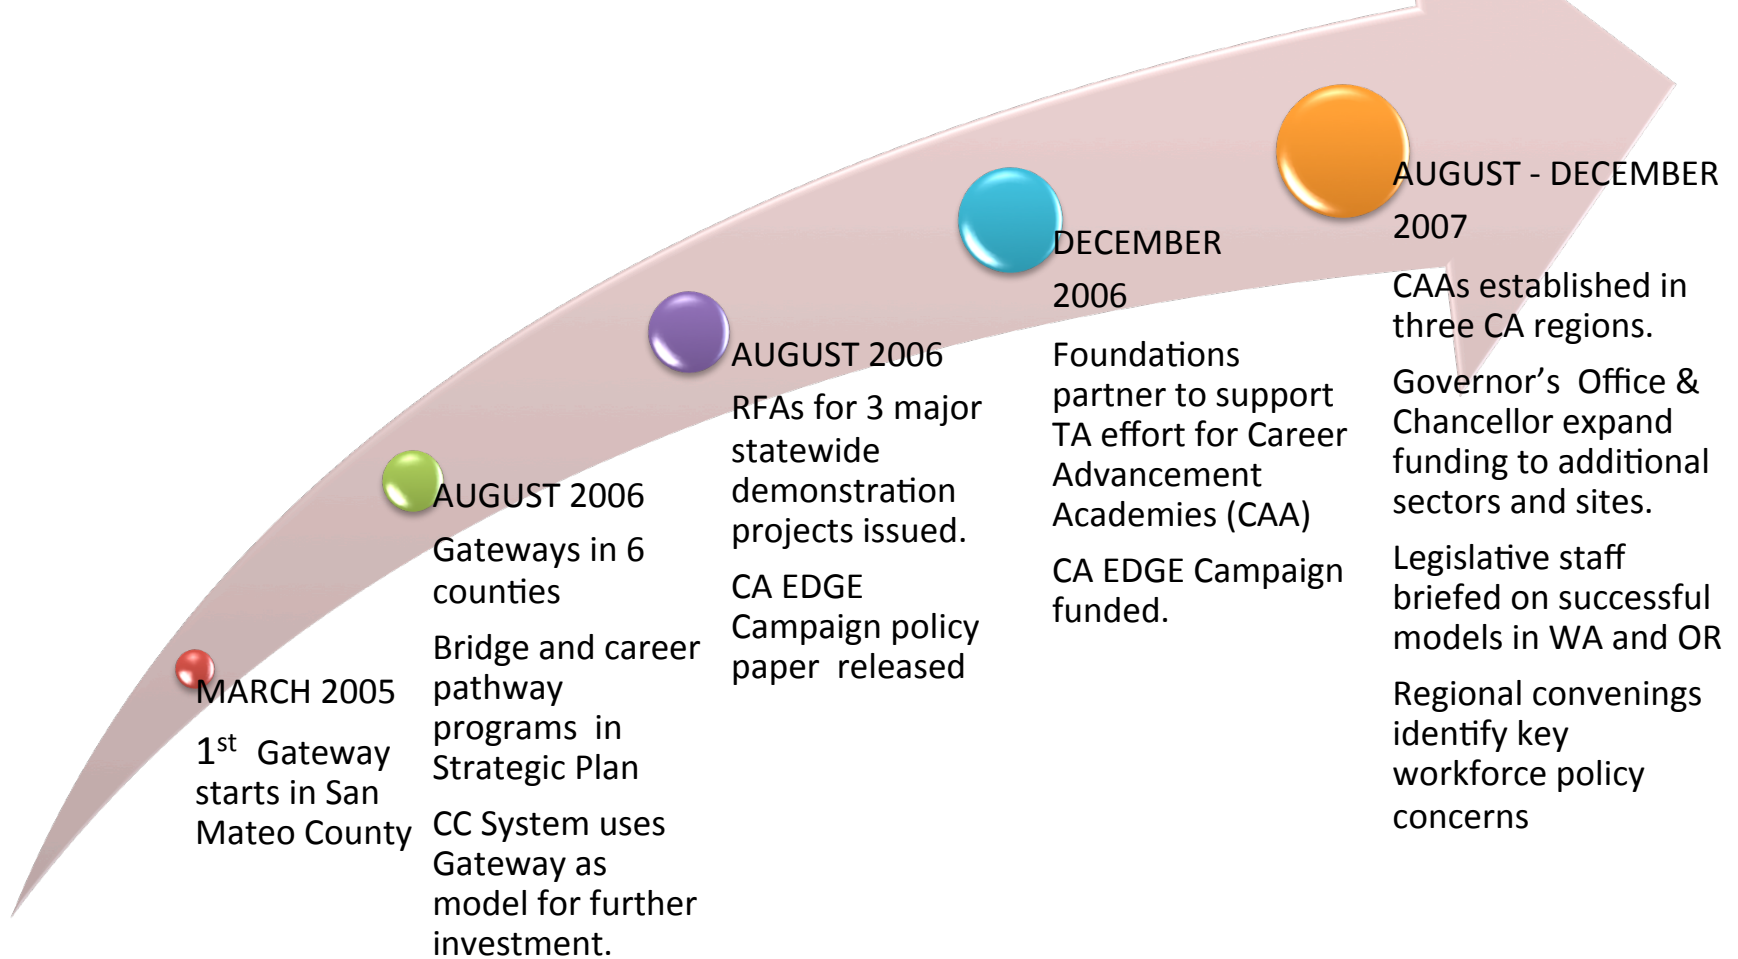 MARCH 2005
1st Gateway
starts in San
Mateo County
AUGUST 2006
Gateways in 6
counties
Bridge and career
pathway
programs in
Strategic Plan
CC System uses
Gateway as
model for further
investment.
AUGUST 2006
RFAs for 3 major
statewide
demonstration
projects issued.
CA EDGE
Campaign policy
paper released
DECEMBER
2006
Foundations
partner to support
TA effort for Career
Advancement
Academies (CAA)
CA EDGE Campaign
funded.
AUGUST - DECEMBER
2007
CAAs established in
three CA regions.
Governor’s Office &
Chancellor expand
funding to additional
sectors and sites.
Legislative staff
briefed on successful
models in WA and OR
Regional convenings
identify key
workforce policy
concerns